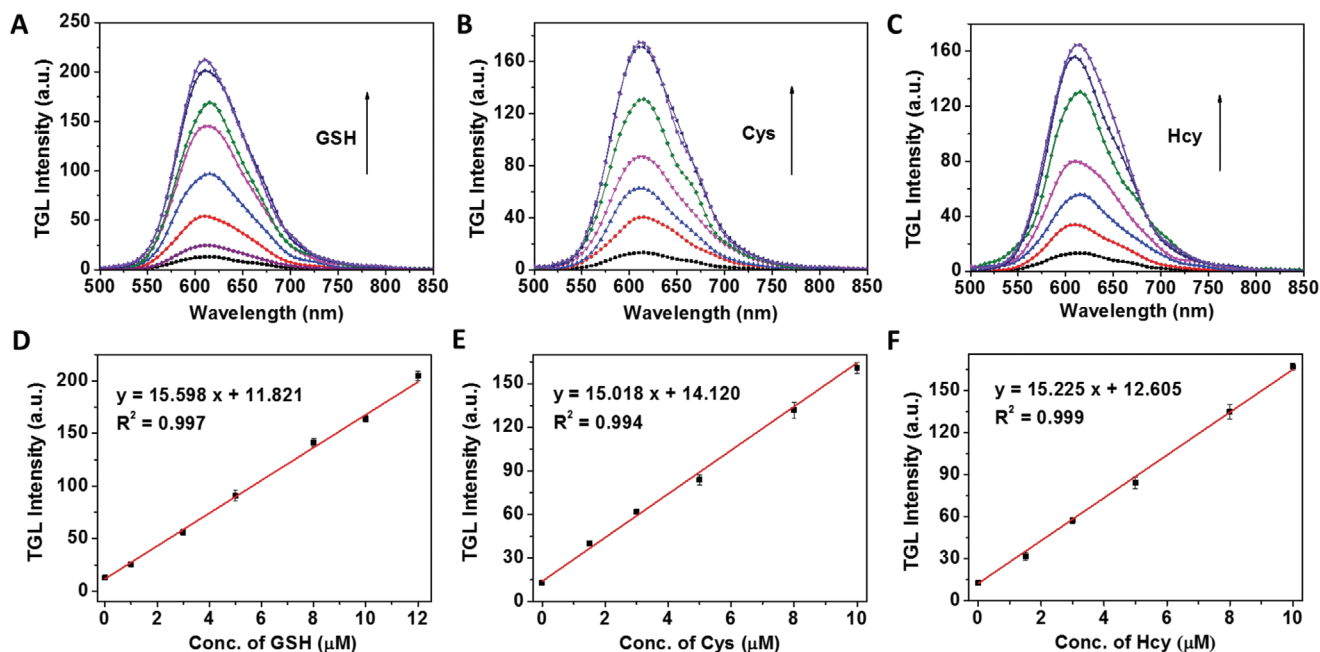 A
TGL Intensity (a.u.)
250
200
150
100
50
0
GSH
500 550 600 650 700 750 800 850
Wavelength (nm)
B
TGL Intensity (a.u.)
160
120
80
40
0
Cys
500 550 600 650 700 750 800 850
Wavelength (nm)
C
TGL Intensity (a.u.)
160
120
80
40
0
Hcy
500 550 600 650 700 750 800 850
Wavelength (nm)
D
TGL Intensity (a.u.)
200
150
100
50
0
y = 15.598 x + 11.821
R² = 0.997
0 2 4 6 8 10 12
Conc. of GSH (μM)
E
TGL Intensity (a.u.)
150
120
90
60
30
0
y = 15.018 x + 14.120
R² = 0.994
0 2 4 6 8 10
Conc. of Cys (μM)
F
TGL Intensity (a.u.)
150
120
90
60
30
0
y = 15.225 x + 12.605
R² = 0.999
0 2 4 6 8 10
Conc. of Hcy (μM)